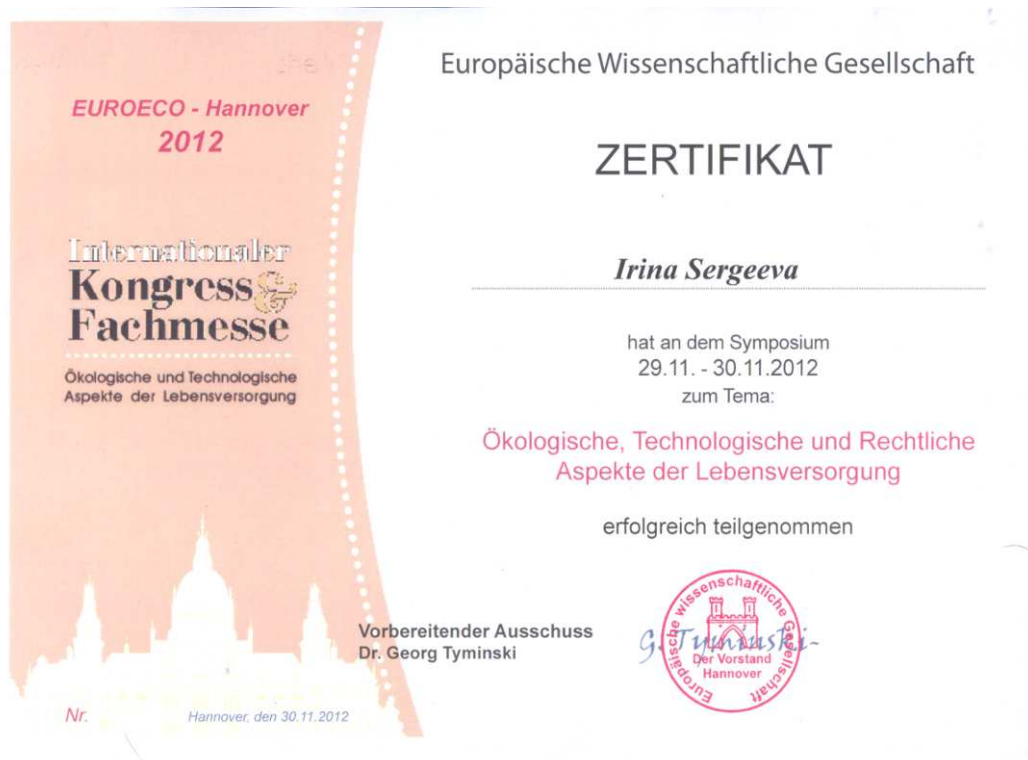 EUROECO - Hannover
2012
Internationaler
Kongress &
Fachmesse
Ökologische und Technologische
Aspekte der Lebensversorgung
Nr.
Hannover, den 30.11.2012
Europäische Wissenschaftliche Gesellschaft
ZERTIFIKAT
Irina Sergeeva
hat an dem Symposium
29.11. - 30.11.2012
zum Tema:
Ökologische, Technologische und Rechtliche
Aspekte der Lebensversorgung
erfolgreich teilgenommen
Vorbereitender Ausschuss
Dr. Georg Tyminski
G. Tyminski
Europäische wissenschaftliche Gesellschaft
Der Vorstand
Hannover